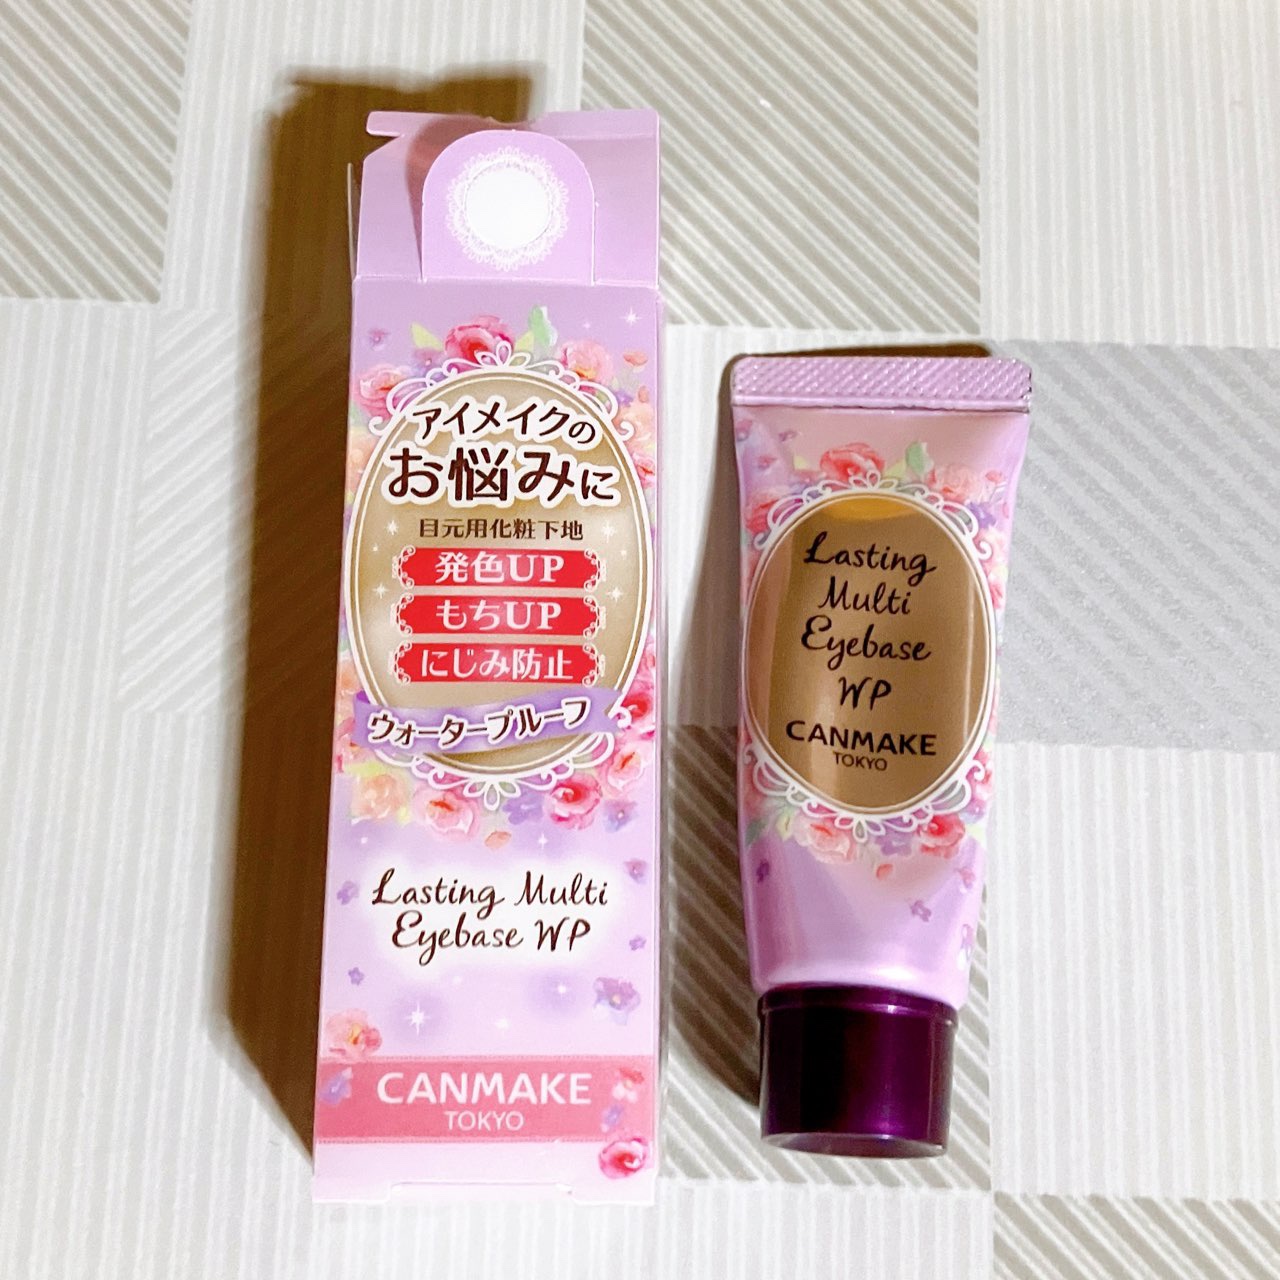 アイメイクの
お悩みに
目元用化粧下地
発色UP
もちUP
にじみ防止
ウォータープルーフ
Lasting Multi
Eyebase WP
CANMAKE
TOKYO
Lasting
Multi
Eyebase
WP
CANMAKE
TOKYO